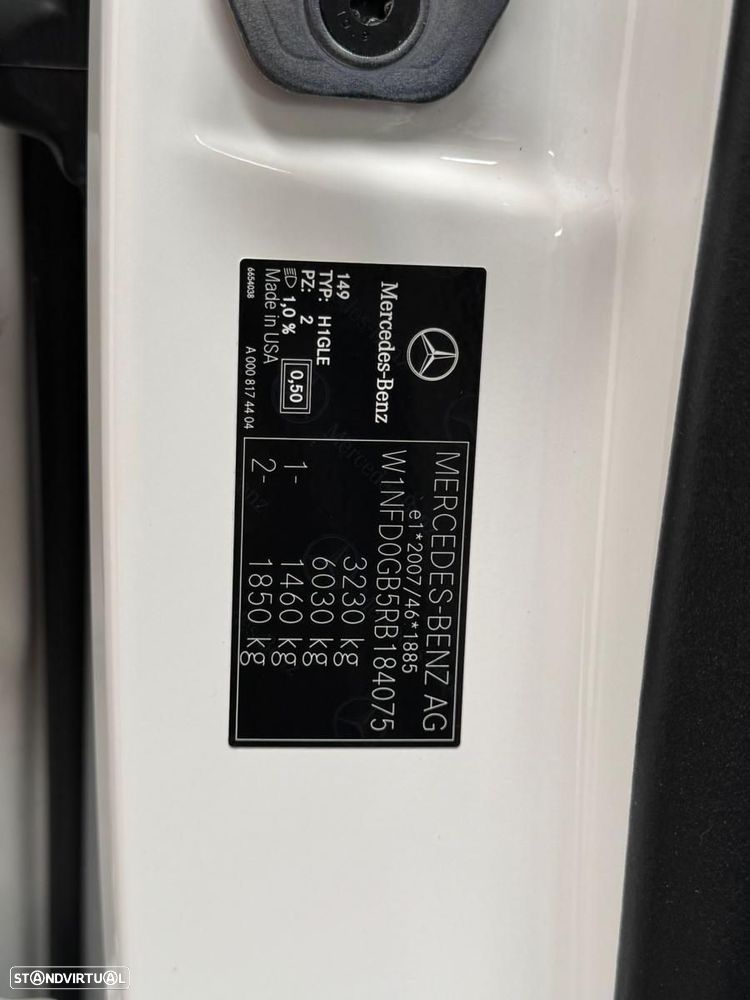 Mercedes-Benz
149
TYP: H1GLE
PZ: 2
1,0 %
0,50
Made in USA
6654038
A 000 817 44 04
MERCEDES-BENZ AG
e1*2007/46*1885
W1NFD0GB5RB184075
3230 kg
6030 kg
1- 1460 kg
2- 1850 kg
STANDVIRTUAL